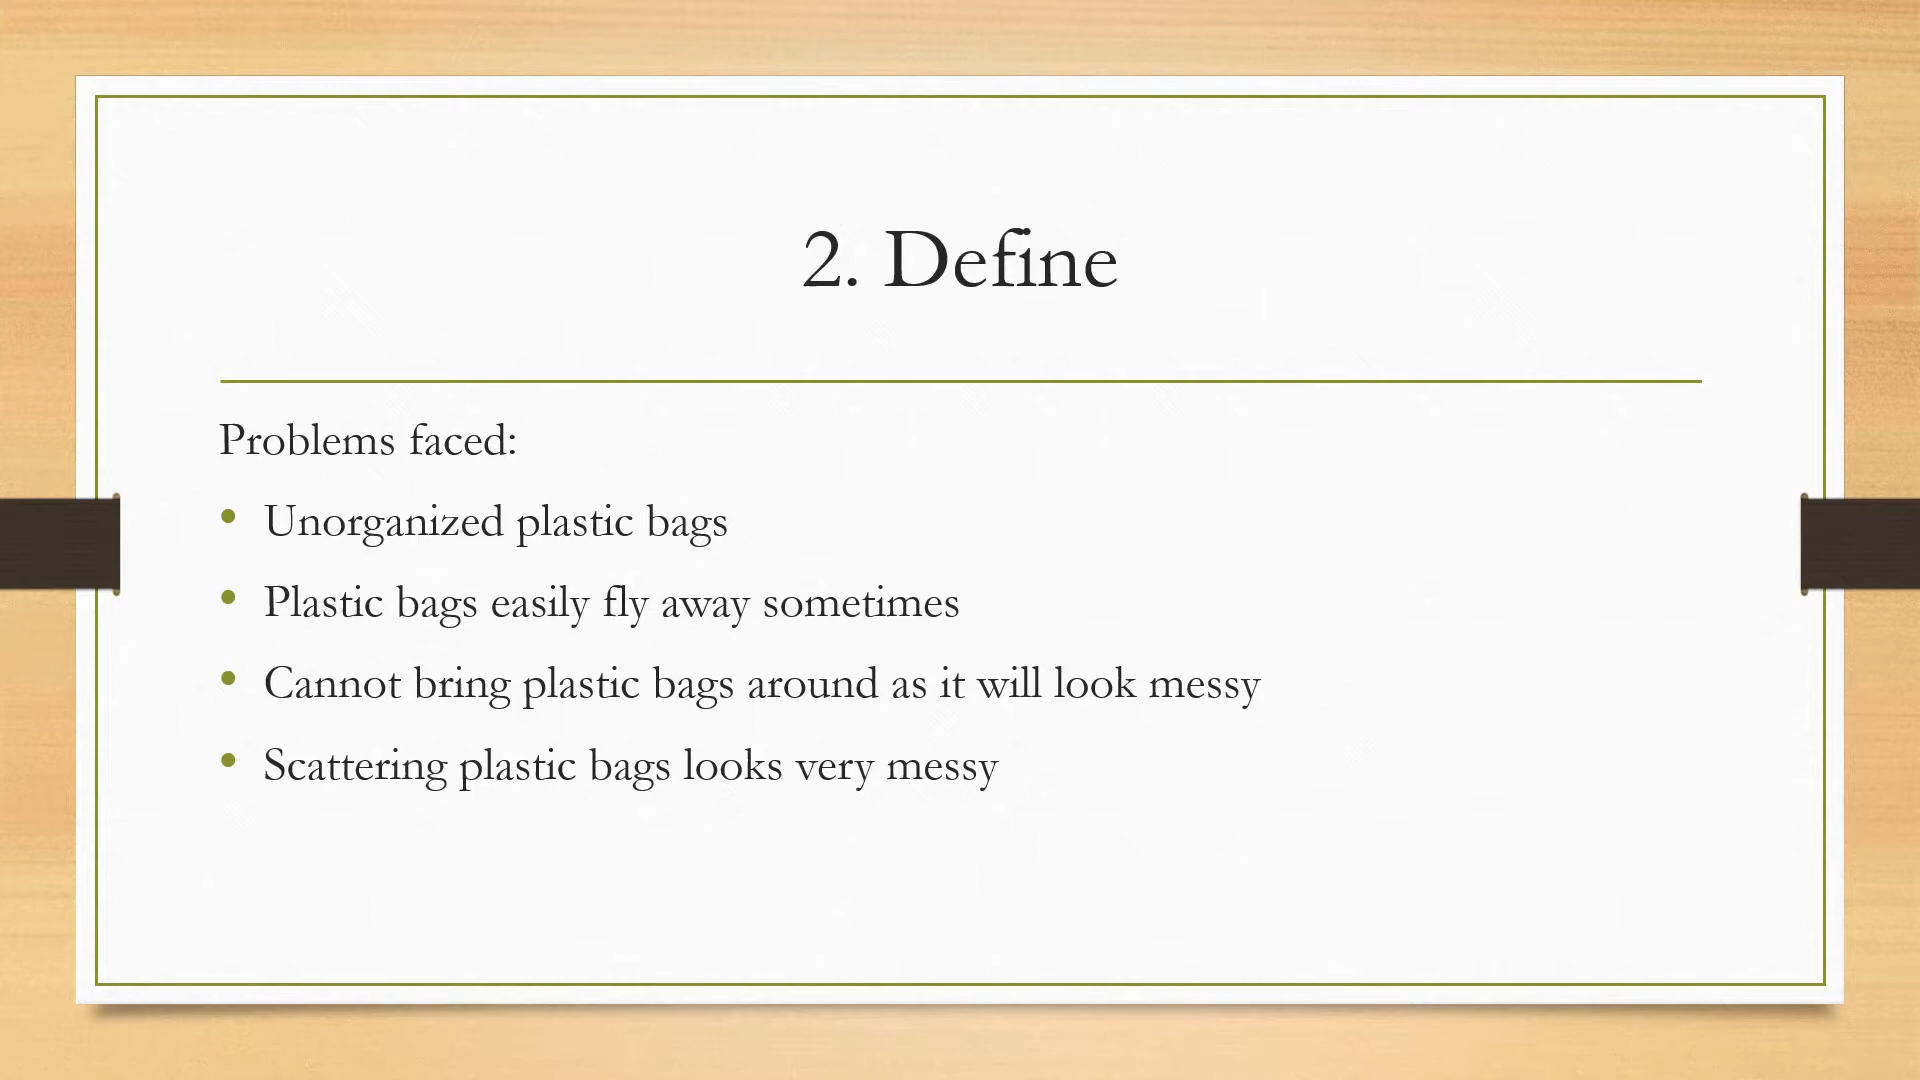 2. Define
Problems faced:
• Unorganized plastic bags
• Plastic bags easily fly away sometimes
• Cannot bring plastic bags around as it will look messy
• Scattering plastic bags looks very messy